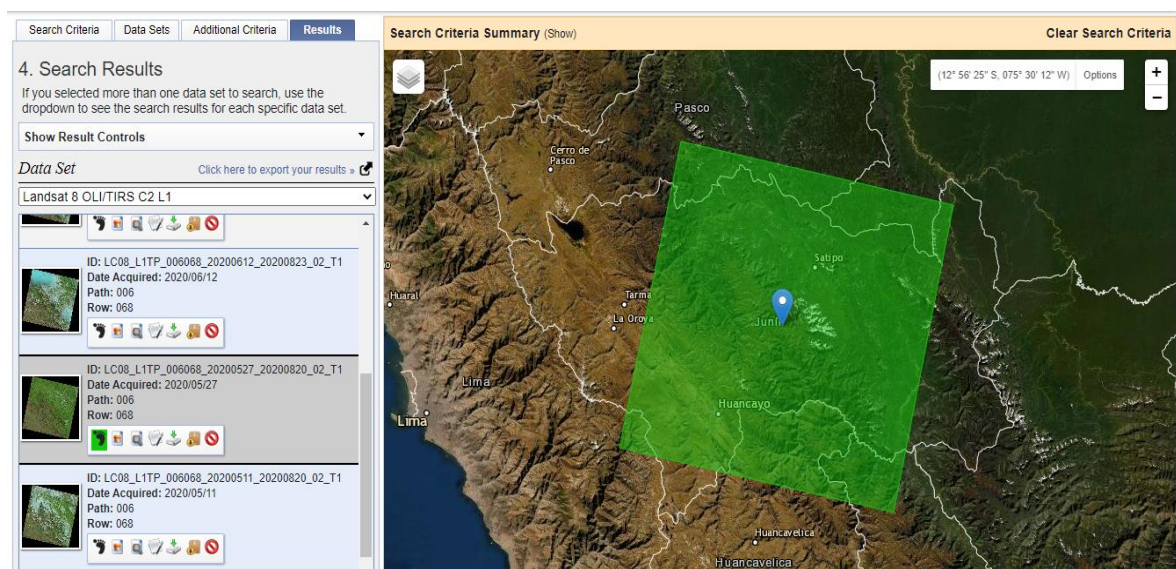 Search Criteria
Data Sets
Additional Criteria
Results
4. Search Results
If you selected more than one data set to search, use the
dropdown to see the search results for each specific data set.
Show Result Controls
Data Set
Click here to export your results »
Landsat 8 OLI/TIRS C2 L1
ID: LC08_L1TP_006068_20200612_20200823_02_T1
Date Acquired: 2020/06/12
Path: 006
Row: 068
ID: LC08_L1TP_006068_20200527_20200820_02_T1
Date Acquired: 2020/05/27
Path: 006
Row: 068
ID: LC08_L1TP_006068_20200511_20200820_02_T1
Date Acquired: 2020/05/11
Path: 006
Row: 068
Search Criteria Summary (Show)
Clear Search Criteria
(12° 56' 25" S, 075° 30' 12" W)
Options
+
−
Pasco
Cerro de
Pasco
Satipo
Huaral
Tarma
La Oroya
Lima
Huancayo
Lima
Huancavelica
Huancavelica